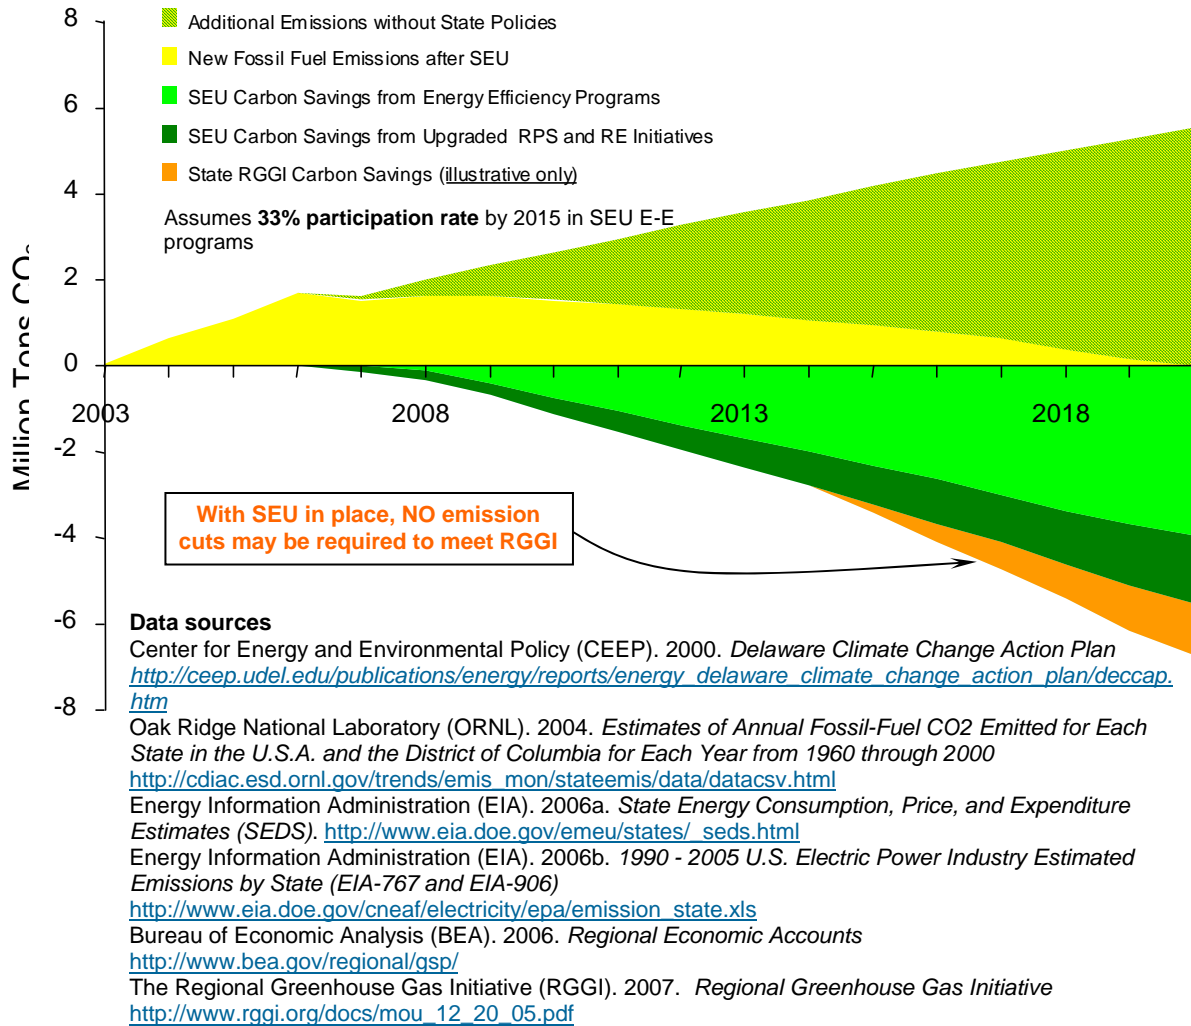 8
6
4
2
0
-2
-4
-6
-8
Million Tons CO₂
Additional Emissions without State Policies
New Fossil Fuel Emissions after SEU
SEU Carbon Savings from Energy Efficiency Programs
SEU Carbon Savings from Upgraded RPS and RE Initiatives
State RGGI Carbon Savings (illustrative only)
Assumes 33% participation rate by 2015 in SEU E-E
programs
2003
2008
2013
2018
With SEU in place, NO emission
cuts may be required to meet RGGI
Data sources
Center for Energy and Environmental Policy (CEEP). 2000. Delaware Climate Change Action Plan
http://ceep.udel.edu/publications/energy/reports/energy_delaware_climate_change_action_plan/deccap.
htm
Oak Ridge National Laboratory (ORNL). 2004. Estimates of Annual Fossil-Fuel CO2 Emitted for Each
State in the U.S.A. and the District of Columbia for Each Year from 1960 through 2000
http://cdiac.esd.ornl.gov/trends/emis_mon/stateemis/data/datacsv.html
Energy Information Administration (EIA). 2006a. State Energy Consumption, Price, and Expenditure
Estimates (SEDS). http://www.eia.doe.gov/emeu/states/_seds.html
Energy Information Administration (EIA). 2006b. 1990 - 2005 U.S. Electric Power Industry Estimated
Emissions by State (EIA-767 and EIA-906)
http://www.eia.doe.gov/cneaf/electricity/epa/emission_state.xls
Bureau of Economic Analysis (BEA). 2006. Regional Economic Accounts
http://www.bea.gov/regional/gsp/
The Regional Greenhouse Gas Initiative (RGGI). 2007. Regional Greenhouse Gas Initiative
http://www.rggi.org/docs/mou_12_20_05.pdf